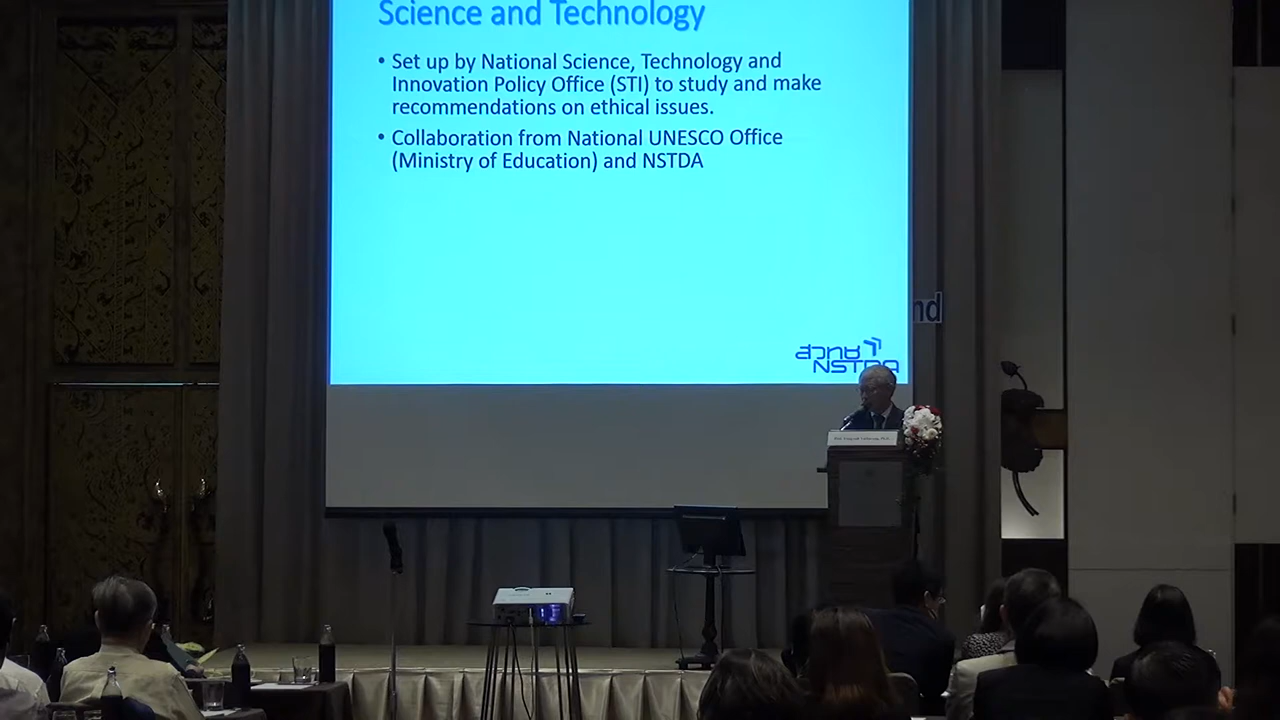 Science and Technology
• Set up by National Science, Technology and
Innovation Policy Office (STI) to study and make
recommendations on ethical issues.
• Collaboration from National UNESCO Office
(Ministry of Education) and NSTDA
nd
สวทช
NSTDA